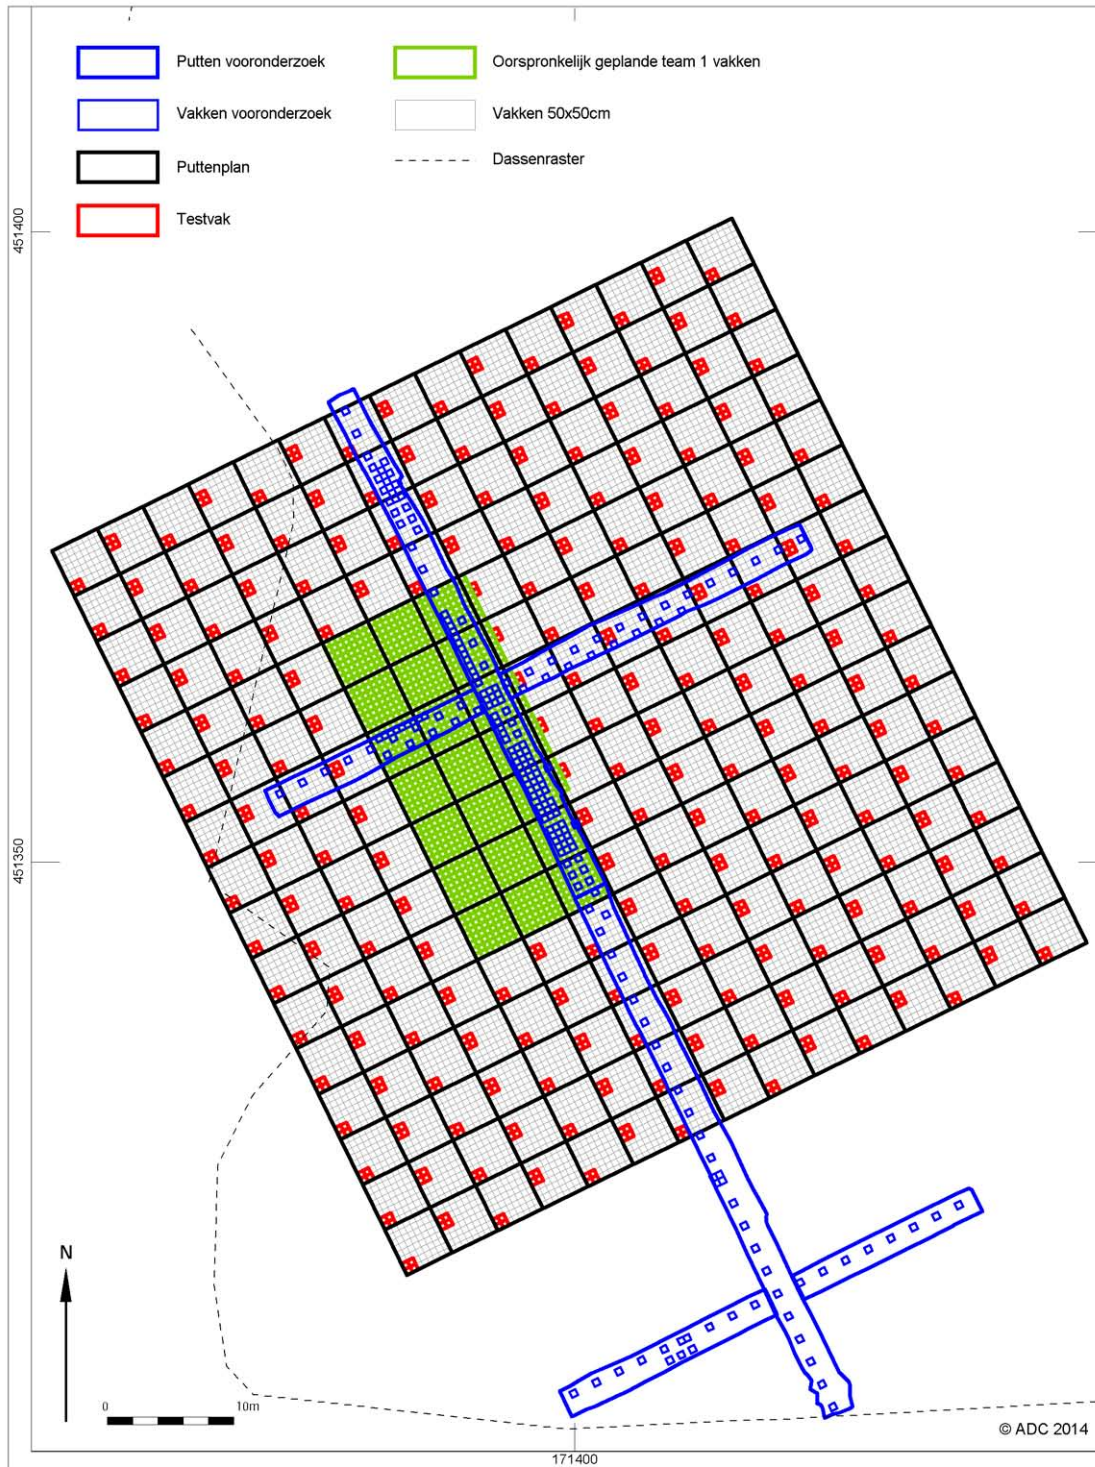 Putten vooronderzoek
Oorspronkelijk geplande team 1 vakken
Vakken vooronderzoek
Vakken 50x50cm
Puttenplan
Dassenraster
Testvak
451400
451350
N
0
10m
© ADC 2014
171400